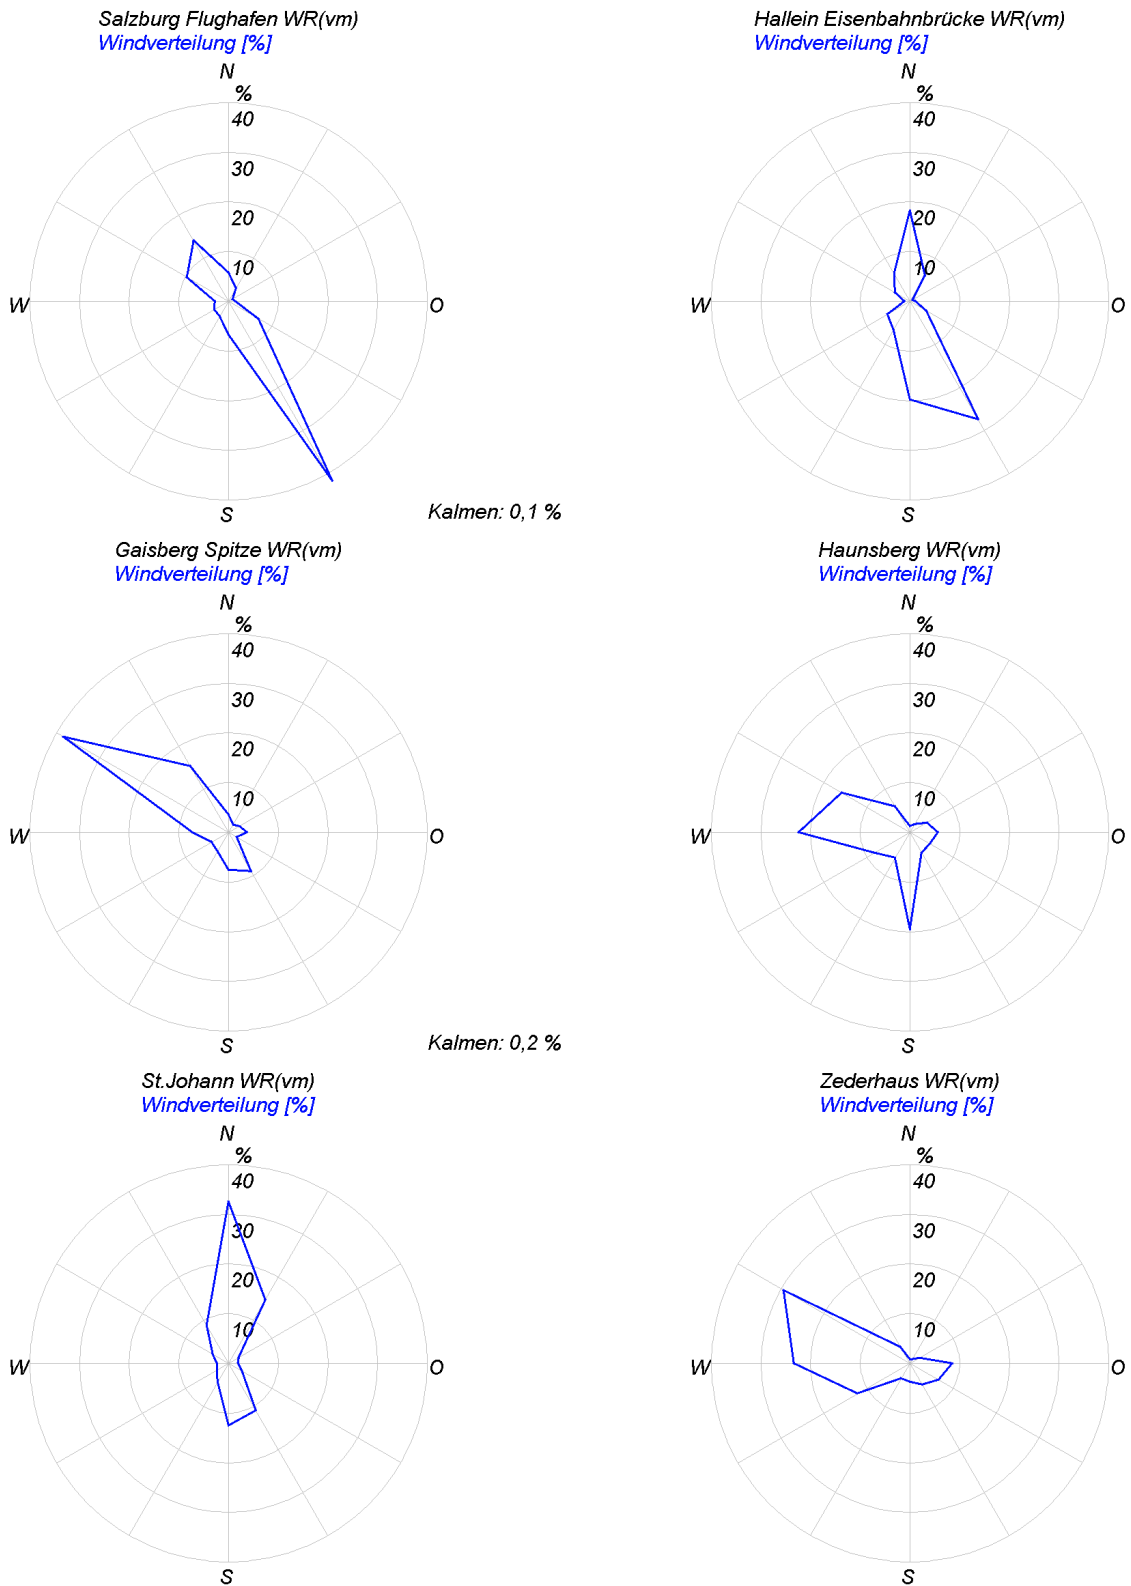 Salzburg Flughafen WR(vm)
Windverteilung [%]
N
%
40
30
20
10
W
O
S
Kalmen: 0,1 %
Hallein Eisenbahnbrücke WR(vm)
Windverteilung [%]
N
%
40
30
20
10
W
O
S
Gaisberg Spitze WR(vm)
Windverteilung [%]
N
%
40
30
20
10
W
O
S
Kalmen: 0,2 %
Haunsberg WR(vm)
Windverteilung [%]
N
%
40
30
20
10
W
O
S
St.Johann WR(vm)
Windverteilung [%]
N
%
40
30
20
10
W
O
S
Zederhaus WR(vm)
Windverteilung [%]
N
%
40
30
20
10
W
O
S